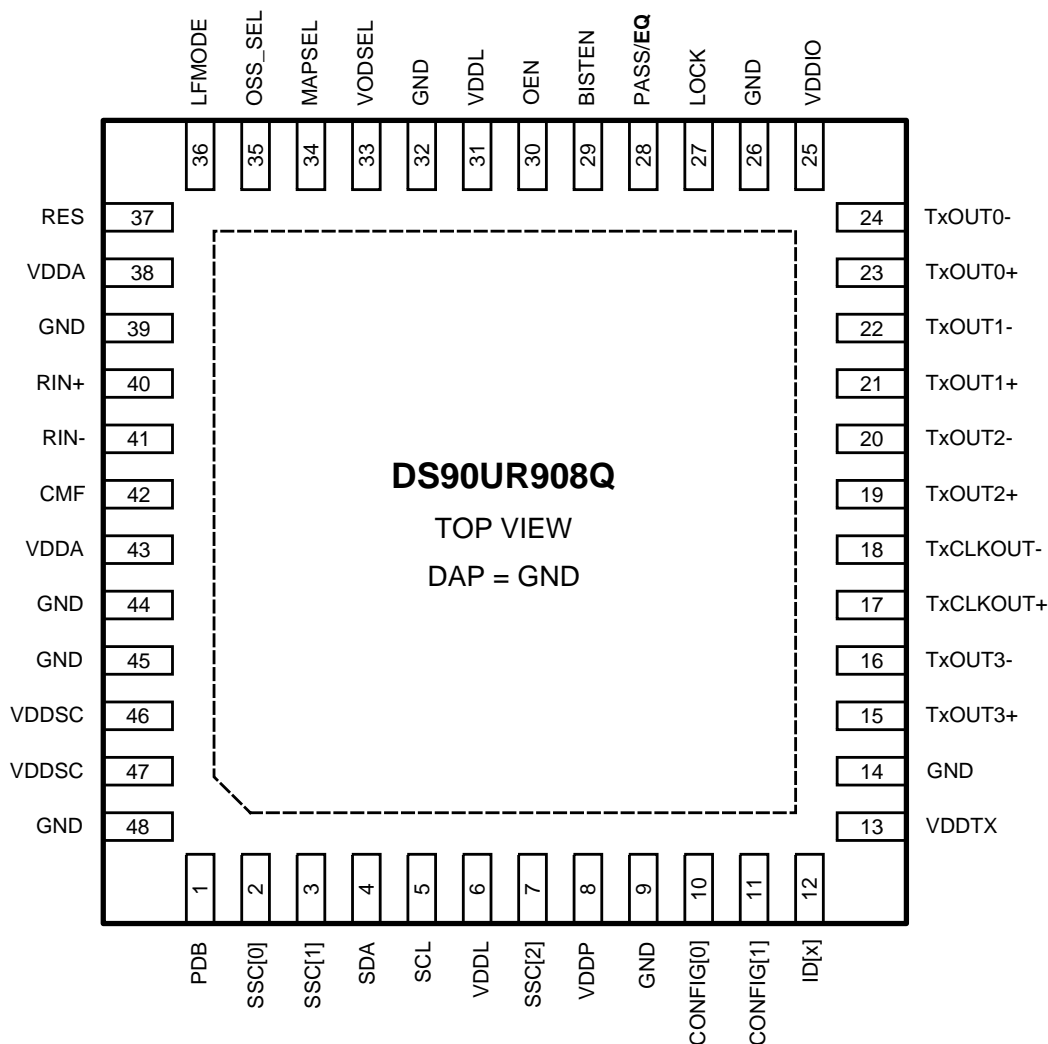 LFMODE
OSS_SEL
MAPSEL
VODSEL
GND
VDDL
OEN
BISTEN
PASS/EQ
LOCK
GND
VDDIO
36
35
34
33
32
31
30
29
28
27
26
25
RES 37
VDDA 38
GND 39
RIN+ 40
RIN- 41
CMF 42
VDDA 43
GND 44
GND 45
VDDSC 46
VDDSC 47
GND 48
DS90UR908Q
TOP VIEW
DAP = GND
24 TxOUT0-
23 TxOUT0+
22 TxOUT1-
21 TxOUT1+
20 TxOUT2-
19 TxOUT2+
18 TxCLKOUT-
17 TxCLKOUT+
16 TxOUT3-
15 TxOUT3+
14 GND
13 VDDTX
1
2
3
4
5
6
7
8
9
10
11
12
PDB
SSC[0]
SSC[1]
SDA
SCL
VDDL
SSC[2]
VDDP
GND
CONFIG[0]
CONFIG[1]
ID[x]